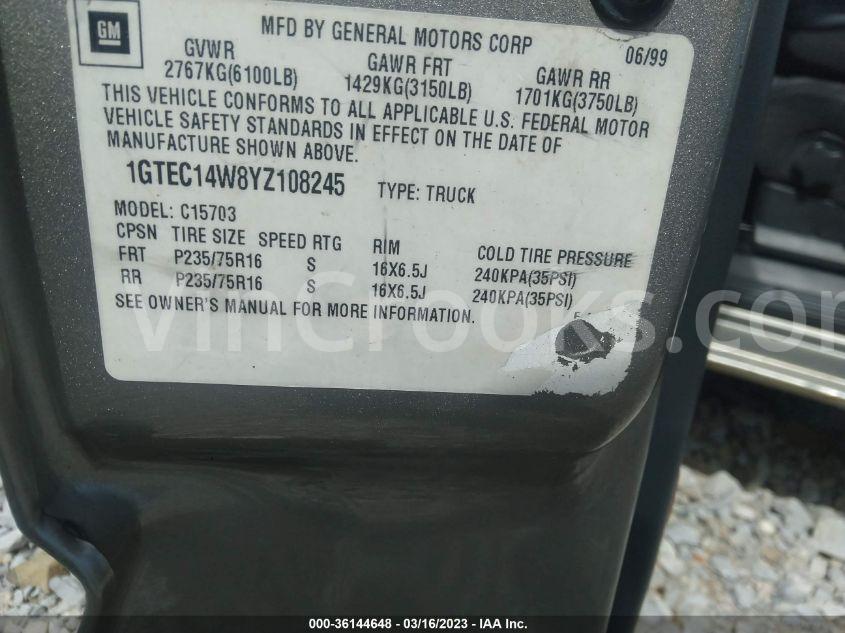 GM
MFD BY GENERAL MOTORS CORP
06/99
GVWR GAWR FRT GAWR RR
2767KG(6100LB) 1429KG(3150LB) 1701KG(3750LB)
THIS VEHICLE CONFORMS TO ALL APPLICABLE U.S. FEDERAL MOTOR
VEHICLE SAFETY STANDARDS IN EFFECT ON THE DATE OF
MANUFACTURE SHOWN ABOVE.
1GTEC14W8YZ108245 TYPE: TRUCK
MODEL: C15703
CPSN TIRE SIZE SPEED RTG RIM COLD TIRE PRESSURE
FRT P235/75R16 S 16X6.5J 240KPA(35PSI)
RR P235/75R16 S 16X6.5J 240KPA(35PSI)
SEE OWNER'S MANUAL FOR MORE INFORMATION.
F
vinCrooks.com
000-36144648 - 03/16/2023 - IAA Inc.